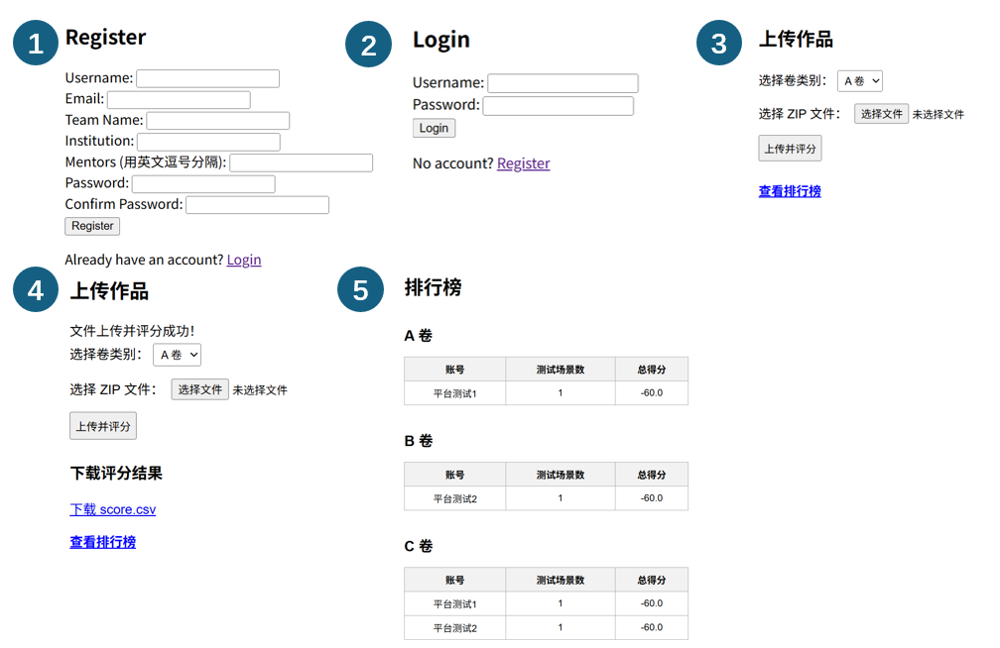 1
Register
Username:
Email:
Team Name:
Institution:
Mentors (用英文逗号分隔):
Password:
Confirm Password:
Register
Already have an account? Login
2
Login
Username:
Password:
Login
No account? Register
3
上传作品
选择卷类别： A 卷
选择 ZIP 文件： 选择文件 未选择文件
上传并评分
查看排行榜
4
上传作品
文件上传并评分成功！
选择卷类别： A 卷
选择 ZIP 文件： 选择文件 未选择文件
上传并评分
下载评分结果
下载 score.csv
查看排行榜
5
排行榜
A 卷
账号 测试场景数 总得分
平台测试1 1 -60.0
B 卷
账号 测试场景数 总得分
平台测试2 1 -60.0
C 卷
账号 测试场景数 总得分
平台测试1 1 -60.0
平台测试2 1 -60.0